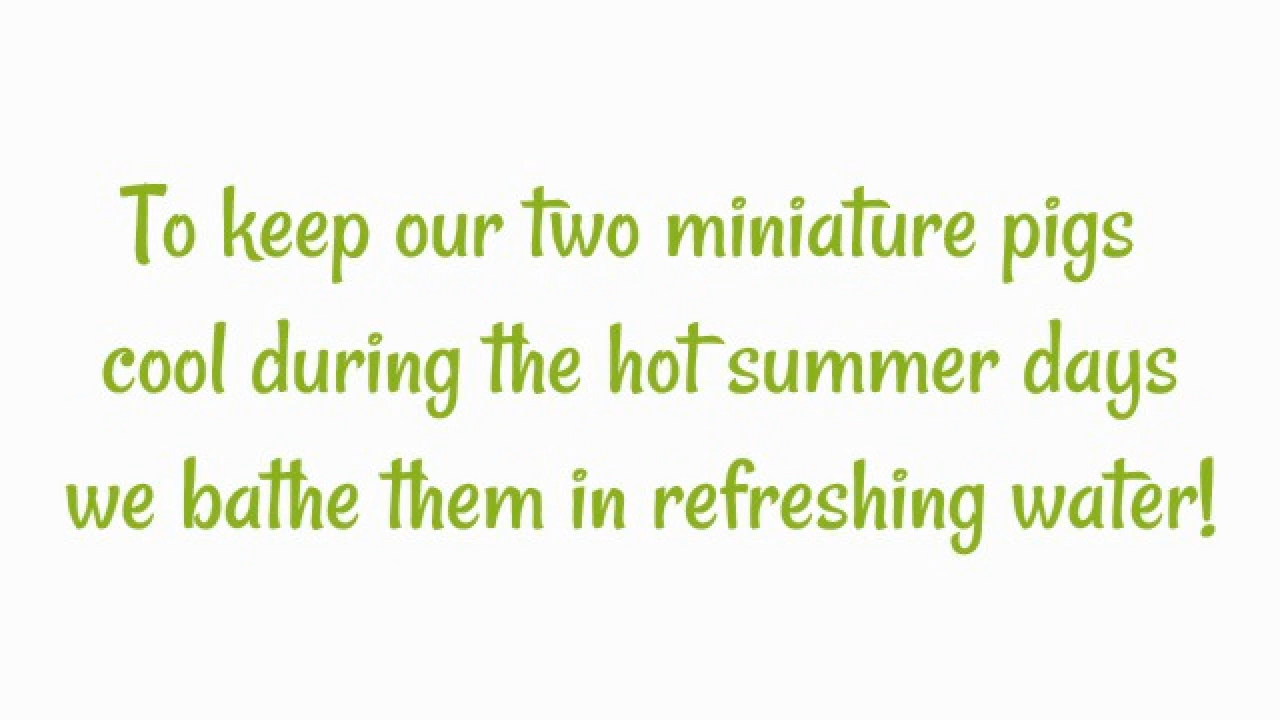 To keep our two miniature pigs
cool during the hot summer days
we bathe them in refreshing water!